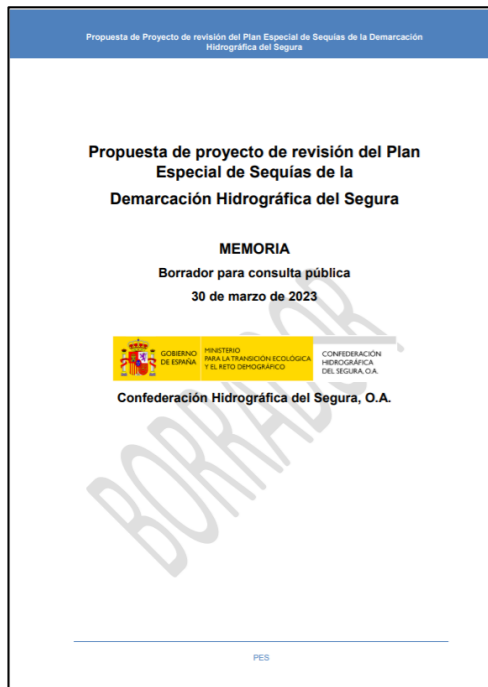 Propuesta de Proyecto de revisión del Plan Especial de Sequías de la Demarcación
Hidrográfica del Segura
Propuesta de proyecto de revisión del Plan
Especial de Sequías de la
Demarcación Hidrográfica del Segura
MEMORIA
Borrador para consulta pública
30 de marzo de 2023
GOBIERNO
DE ESPAÑA
MINISTERIO
PARA LA TRANSICIÓN ECOLÓGICA
Y EL RETO DEMOGRÁFICO
CONFEDERACIÓN
HIDROGRÁFICA
DEL SEGURA, O.A.
Confederación Hidrográfica del Segura, O.A.
BORRADOR
PES